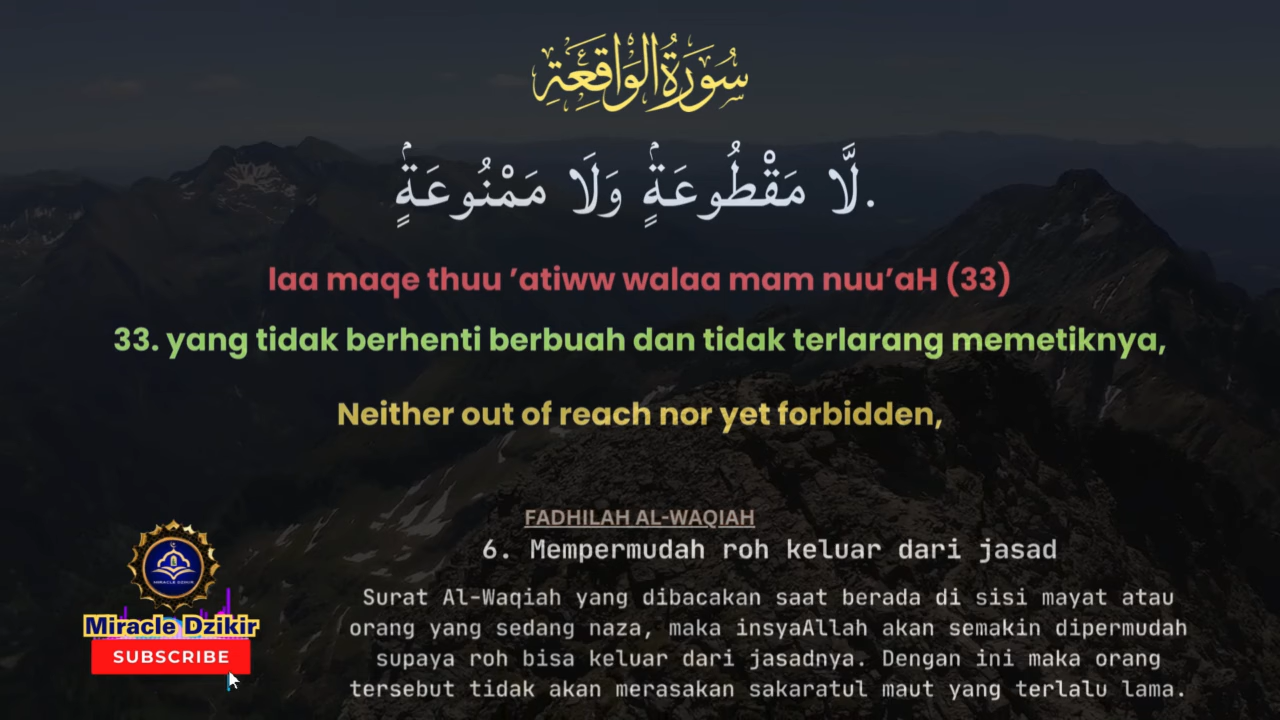 سُورَةُ الْوَاقِعَةِ
لَّا مَقْطُوعَةٍۢ وَلَا مَمْنُوعَةٍۢ.
laa maqe thuu ’atiww walaa mam nuu’aH (33)
33. yang tidak berhenti berbuah dan tidak terlarang memetiknya,
Neither out of reach nor yet forbidden,
FADHILAH AL-WAQIAH
6. Mempermudah roh keluar dari jasad
Surat Al-Waqiah yang dibacakan saat berada di sisi mayat atau
orang yang sedang naza, maka insyaAllah akan semakin dipermudah
supaya roh bisa keluar dari jasadnya. Dengan ini maka orang
tersebut tidak akan merasakan sakaratul maut yang terlalu lama.
MIRACLE DZIKIR
Miracle Dzikir
SUBSCRIBE